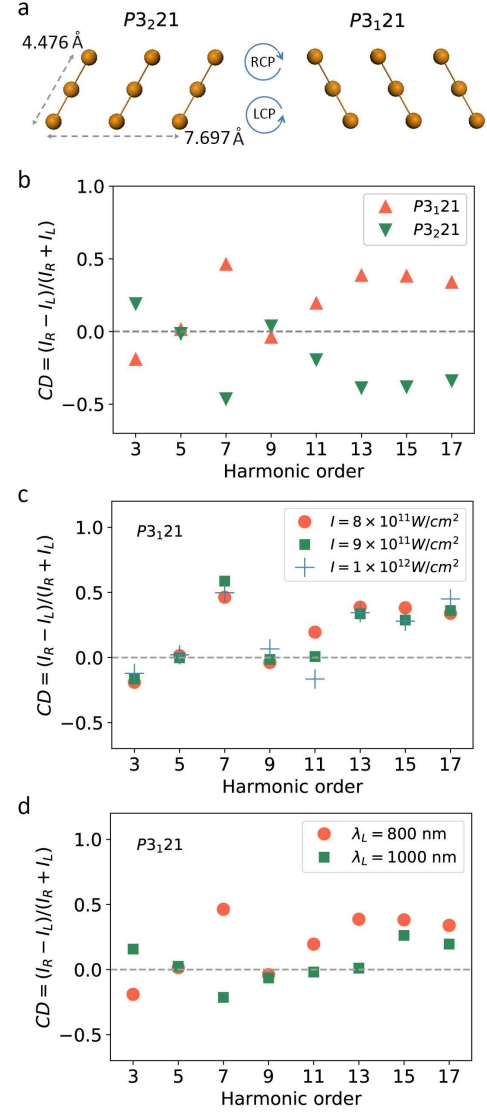 a
P3₂21
P3₁21
4.476 Å
RCP
LCP
7.697 Å
b
1.0
0.5
0.0
−0.5
CD = (I_R − I_L)/(I_R + I_L)
P3₁21
P3₂21
3 5 7 9 11 13 15 17
Harmonic order
c
1.0
0.5
0.0
−0.5
CD = (I_R − I_L)/(I_R + I_L)
P3₁21
I = 8 × 10¹¹W/cm²
I = 9 × 10¹¹W/cm²
I = 1 × 10¹²W/cm²
3 5 7 9 11 13 15 17
Harmonic order
d
1.0
0.5
0.0
−0.5
CD = (I_R − I_L)/(I_R + I_L)
P3₁21
λ_L = 800 nm
λ_L = 1000 nm
3 5 7 9 11 13 15 17
Harmonic order